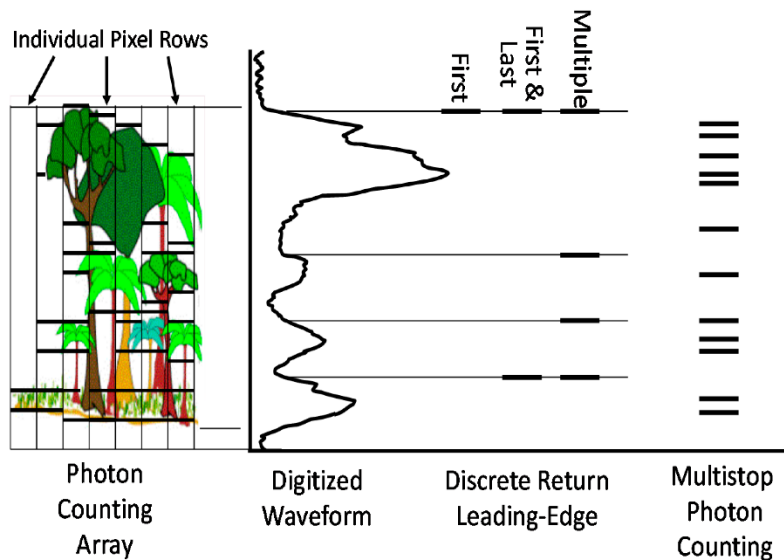 Individual Pixel Rows
First
First &
Last
Multiple
Photon
Counting
Array
Digitized
Waveform
Discrete Return
Leading-Edge
Multistop
Photon
Counting